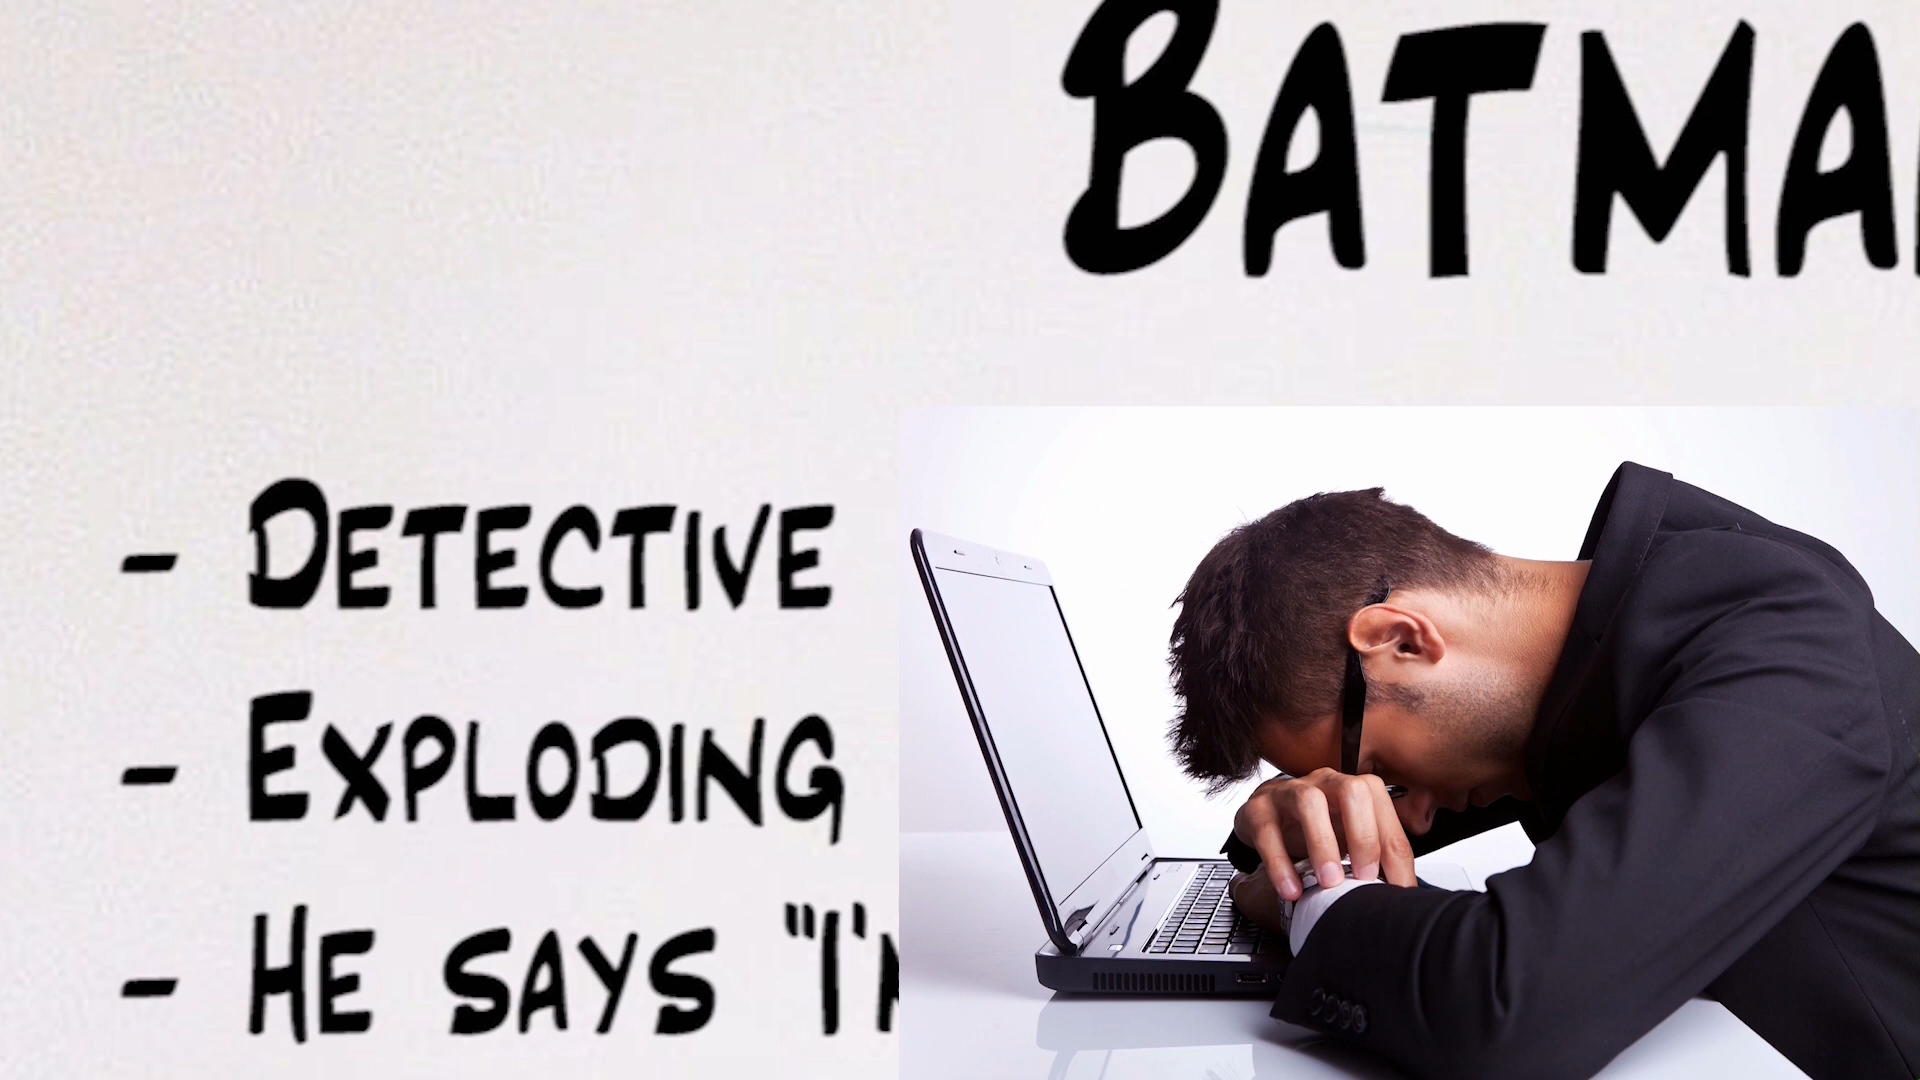 BATMA
- DETECTIVE
- EXPLODING
- HE SAYS "I'